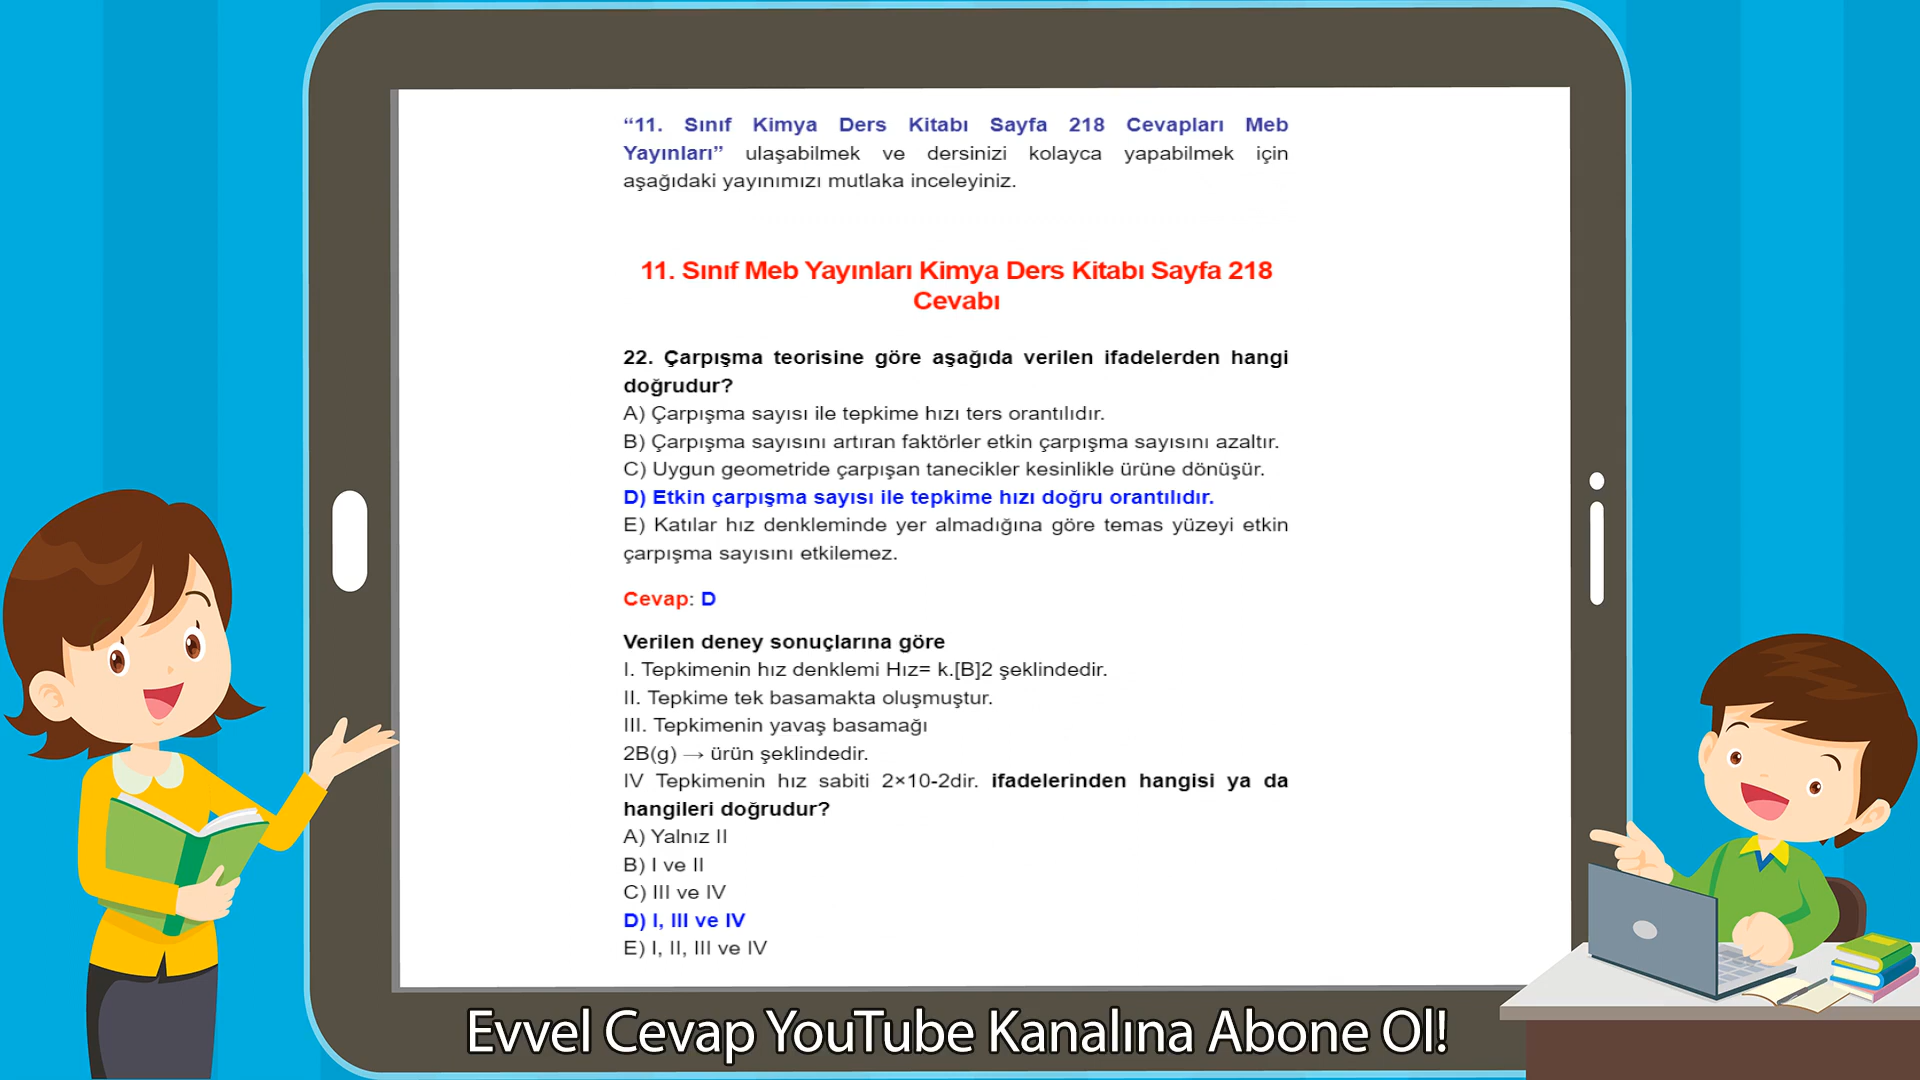 “11. Sınıf Kimya Ders Kitabı Sayfa 218 Cevapları Meb
Yayınları” ulaşabilmek ve dersinizi kolayca yapabilmek için
aşağıdaki yayınımızı mutlaka inceleyiniz.
11. Sınıf Meb Yayınları Kimya Ders Kitabı Sayfa 218
Cevabı
22. Çarpışma teorisine göre aşağıda verilen ifadelerden hangi
doğrudur?
A) Çarpışma sayısı ile tepkime hızı ters orantılıdır.
B) Çarpışma sayısını artıran faktörler etkin çarpışma sayısını azaltır.
C) Uygun geometride çarpışan tanecikler kesinlikle ürüne dönüşür.
D) Etkin çarpışma sayısı ile tepkime hızı doğru orantılıdır.
E) Katılar hız denkleminde yer almadığına göre temas yüzeyi etkin
çarpışma sayısını etkilemez.
Cevap: D
Verilen deney sonuçlarına göre
I. Tepkimenin hız denklemi Hız= k.[B]2 şeklindedir.
II. Tepkime tek basamakta oluşmuştur.
III. Tepkimenin yavaş basamağı
2B(g) → ürün şeklindedir.
IV Tepkimenin hız sabiti 2×10-2dir. ifadelerinden hangisi ya da
hangileri doğrudur?
A) Yalnız II
B) I ve II
C) III ve IV
D) I, III ve IV
E) I, II, III ve IV
Evvel Cevap YouTube Kanalına Abone Ol!